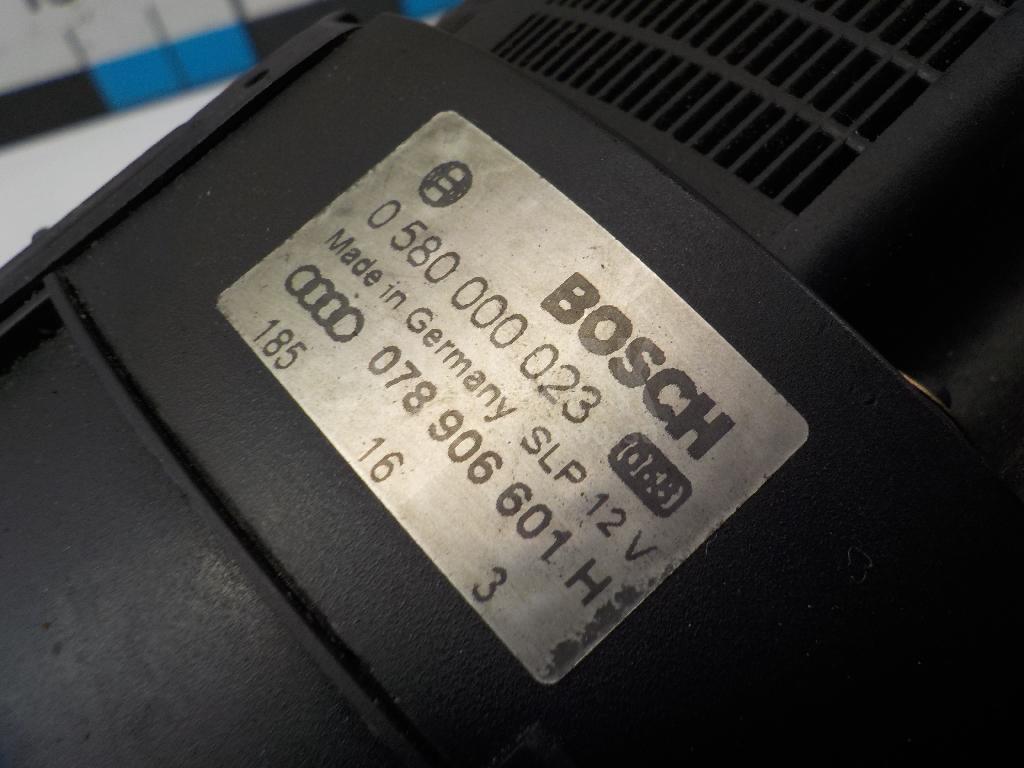 BOSCH
0 580 000 023
Made in Germany SLP 12 V
078 906 601 H
185 16 3